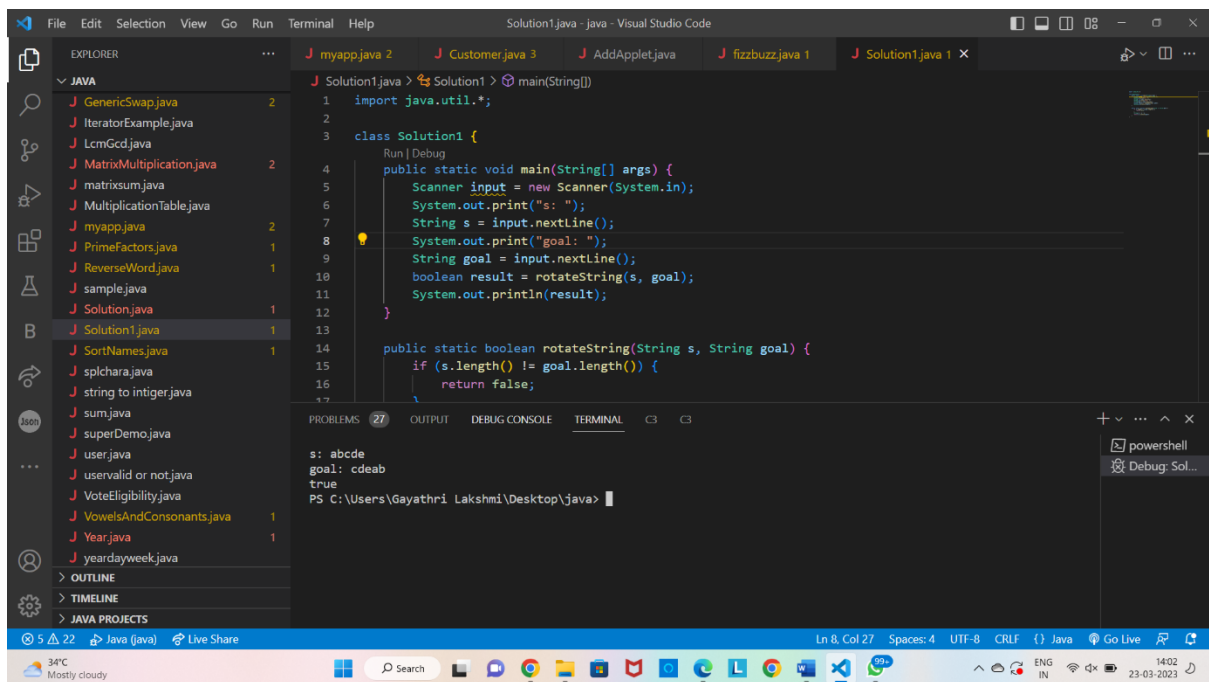 File Edit Selection View Go Run Terminal Help Solution1.java - java - Visual Studio Code
EXPLORER ...
JAVA
J GenericSwap.java 2
J IteratorExample.java
J LcmGcd.java
J MatrixMultiplication.java 2
J matrixsum.java
J MultiplicationTable.java
J myapp.java 2
J PrimeFactors.java 1
J ReverseWord.java 1
J sample.java
J Solution.java 1
J Solution1.java 1
J SortNames.java 1
J splchara.java
J string to intiger.java
J sum.java
J superDemo.java
J user.java
J uservalid or not.java
J VoteEligibility.java
J VowelsAndConsonants.java 1
J Year.java 1
J yeardayweek.java
OUTLINE
TIMELINE
JAVA PROJECTS
B
Json
J myapp.java 2 J Customer.java 3 J AddApplet.java J fizzbuzz.java 1 J Solution1.java 1
J Solution1.java > Solution1 > main(String[])
1 import java.util.*;
2
3 class Solution1 {
Run | Debug
4 public static void main(String[] args) {
5 Scanner input = new Scanner(System.in);
6 System.out.print("s: ");
7 String s = input.nextLine();
8 System.out.print("goal: ");
9 String goal = input.nextLine();
10 boolean result = rotateString(s, goal);
11 System.out.println(result);
12 }
13
14 public static boolean rotateString(String s, String goal) {
15 if (s.length() != goal.length()) {
16 return false;
17 }
PROBLEMS 27 OUTPUT DEBUG CONSOLE TERMINAL C3 C3
s: abcde
goal: cdeab
true
PS C:\Users\Gayathri Lakshmi\Desktop\java>
powershell
Debug: Sol...
5 22 Java (java) Live Share Ln 8, Col 27 Spaces: 4 UTF-8 CRLF {} Java Go Live
34°C
Mostly cloudy
Search
L
99+
ENG
IN
14:02
23-03-2023